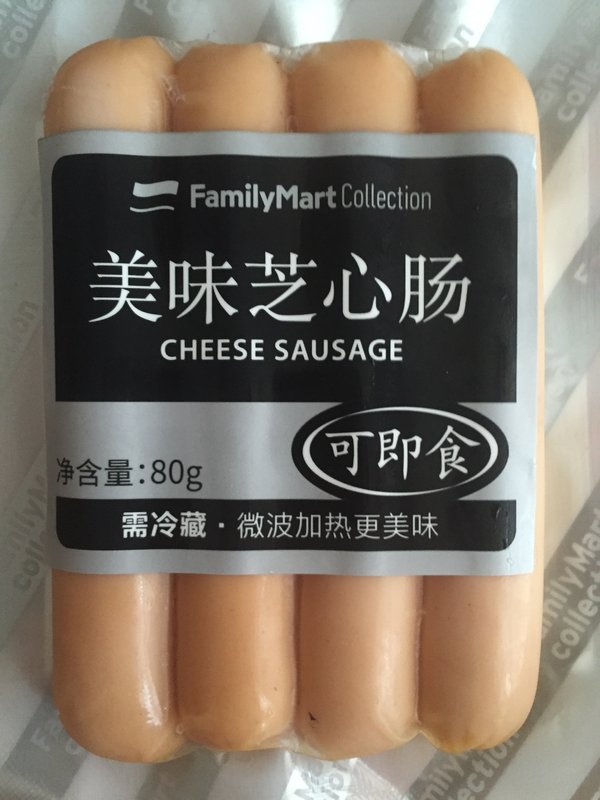 FamilyMart Collection
美味芝心肠
CHEESE SAUSAGE
净含量:80g
可即食
需冷藏·微波加热更美味